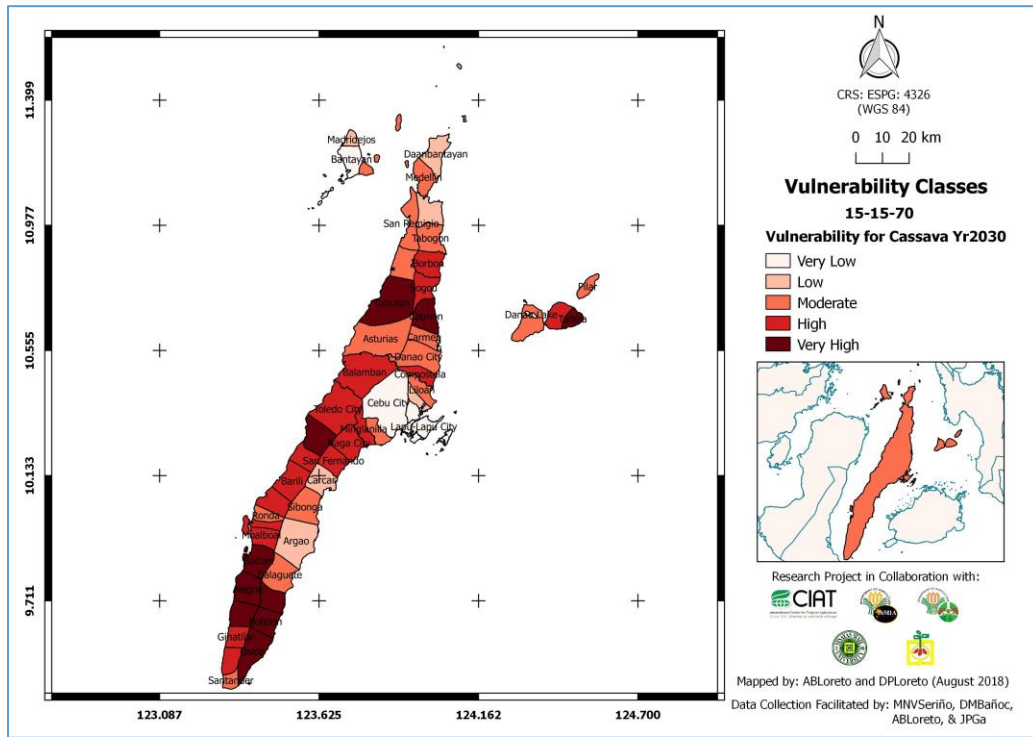 N
CRS: ESPG: 4326
(WGS 84)
0 10 20 km
Vulnerability Classes
15-15-70
Vulnerability for Cassava Yr2030
Very Low
Low
Moderate
High
Very High
11.399
10.977
10.555
10.133
9.711
123.087
123.625
124.162
124.700
Madridejos
Bantayan
Daanbantayan
Medellin
San Remigio
Tabogon
Borbon
Sogod
Pilar
Asturias
Carmen
Danao City
Balamban
Compostela
Liloan
Cebu City
Toledo City
Lapu-Lapu City
Minglanilla
Naga City
San Fernando
Barili
Carcar
Sibonga
Ronda
Moalboal
Argao
Dalaguete
Ginatilan
Santander
Research Project in Collaboration with:
CIAT
Mapped by: ABLoreto and DPLoreto (August 2018)
Data Collection Facilitated by: MNVSeriño, DMBañoc,
ABLoreto, & JPGa